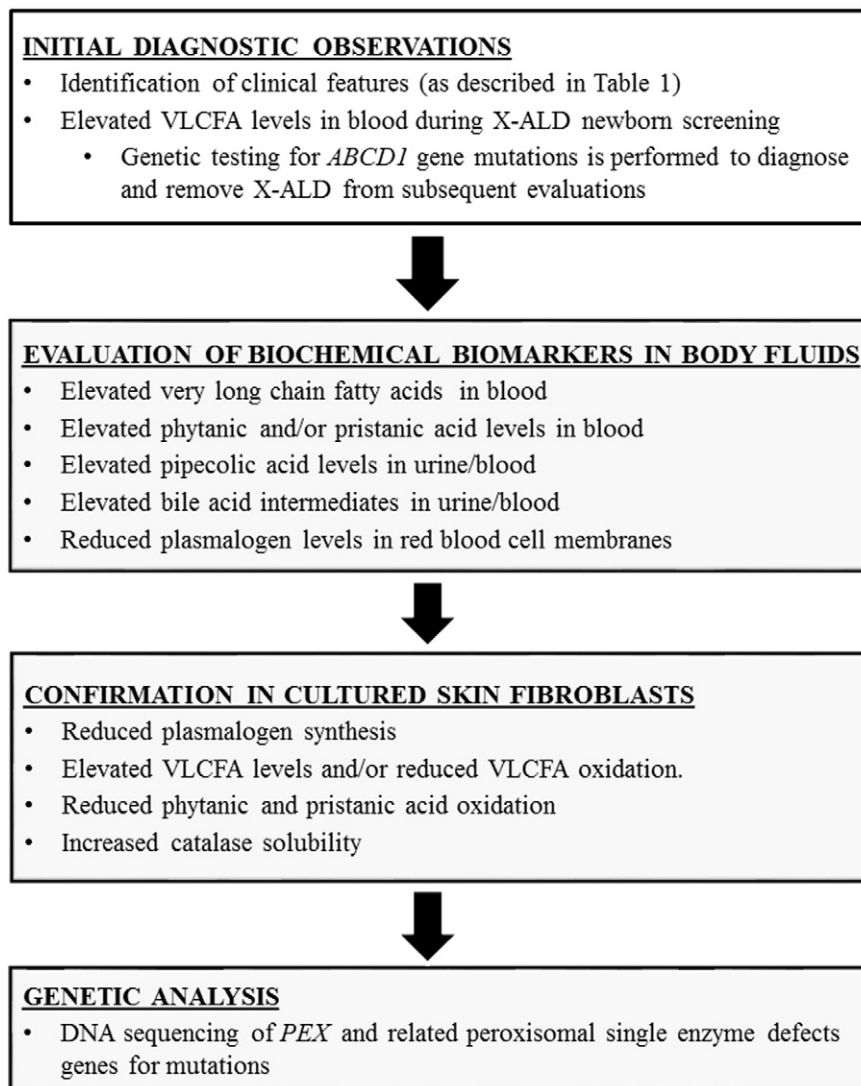 INITIAL DIAGNOSTIC OBSERVATIONS
• Identification of clinical features (as described in Table 1)
• Elevated VLCFA levels in blood during X-ALD newborn screening
• Genetic testing for ABCD1 gene mutations is performed to diagnose
and remove X-ALD from subsequent evaluations
EVALUATION OF BIOCHEMICAL BIOMARKERS IN BODY FLUIDS
• Elevated very long chain fatty acids in blood
• Elevated phytanic and/or pristanic acid levels in blood
• Elevated pipecolic acid levels in urine/blood
• Elevated bile acid intermediates in urine/blood
• Reduced plasmalogen levels in red blood cell membranes
CONFIRMATION IN CULTURED SKIN FIBROBLASTS
• Reduced plasmalogen synthesis
• Elevated VLCFA levels and/or reduced VLCFA oxidation.
• Reduced phytanic and pristanic acid oxidation
• Increased catalase solubility
GENETIC ANALYSIS
• DNA sequencing of PEX and related peroxisomal single enzyme defects
genes for mutations